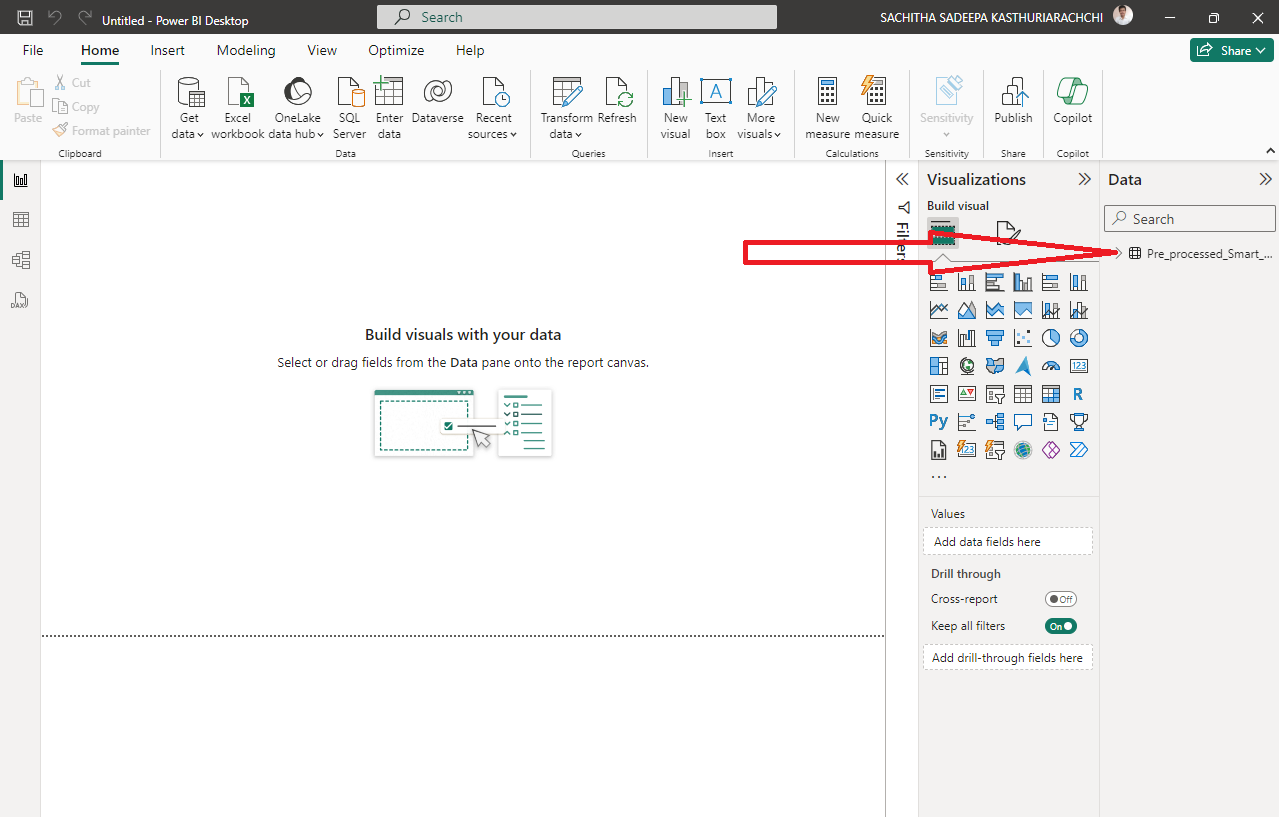 Untitled - Power BI Desktop
Search
SACHITHA SADEEPA KASTHURIARACHCHI
File Home Insert Modeling View Optimize Help
Share
Paste
Cut
Copy
Format painter
Clipboard
Get data
Excel workbook
OneLake data hub
SQL Server
Enter data
Dataverse
Recent sources
Data
Transform data
Refresh
Queries
New visual
Text box
More visuals
Insert
New measure
Quick measure
Calculations
Sensitivity
Sensitivity
Publish
Share
Copilot
Copilot
DAX
Build visuals with your data
Select or drag fields from the Data pane onto the report canvas.
Filters
Visualizations
Build visual
123
R
Py
123
...
Values
Add data fields here
Drill through
Cross-report
Off
Keep all filters
On
Add drill-through fields here
Data
Search
Pre_processed_Smart_...